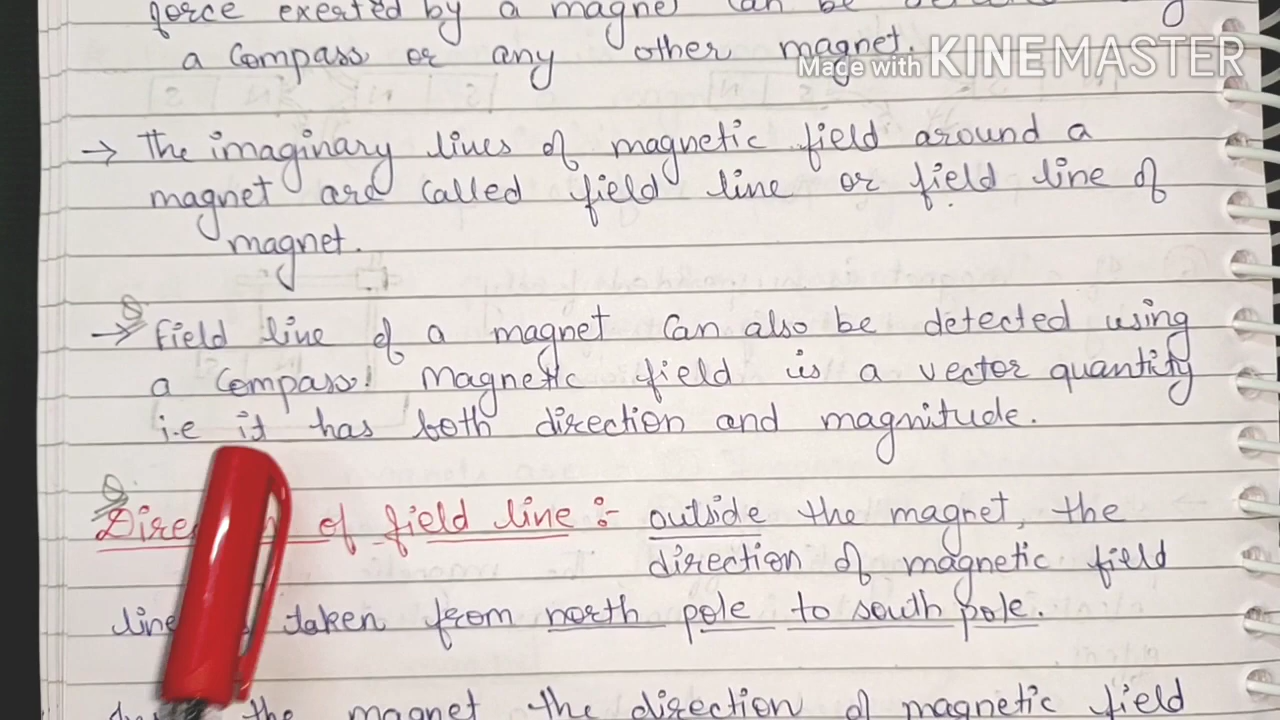 force exerted by a magnet can be
a Compass or any other magnet.
Made with KINEMASTER
→ The imaginary lines of magnetic field around a
magnet are called field line or field line of
magnet.
→ Field line of a magnet can also be detected using
a Compass. Magnetic field is a vector quantity
i.e it has both direction and magnitude.
of field line :- outside the magnet, the
direction of magnetic field
taken from north pole to south pole.
the magnet the direction of magnetic field